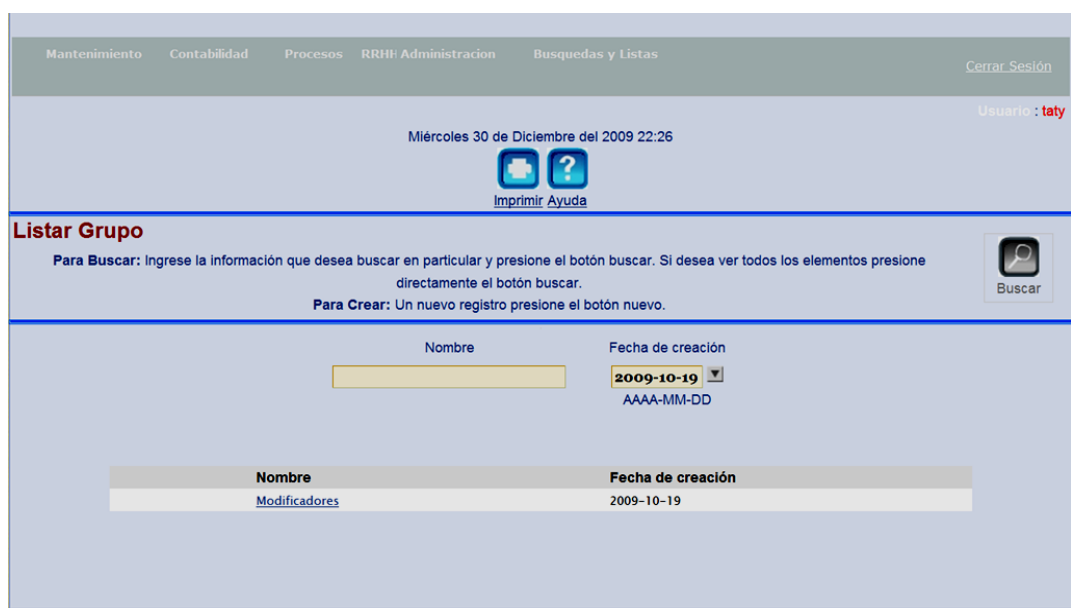 Mantenimiento Contabilidad Procesos RRHH Administracion Busquedas y Listas
Cerrar Sesión
Usuario : taty
Miércoles 30 de Diciembre del 2009 22:26
Imprimir Ayuda
Listar Grupo
Para Buscar: Ingrese la información que desea buscar en particular y presione el botón buscar. Si desea ver todos los elementos presione
directamente el botón buscar.
Para Crear: Un nuevo registro presione el botón nuevo.
Buscar
Nombre Fecha de creación
2009-10-19
AAAA-MM-DD
Nombre Fecha de creación
Modificadores 2009-10-19